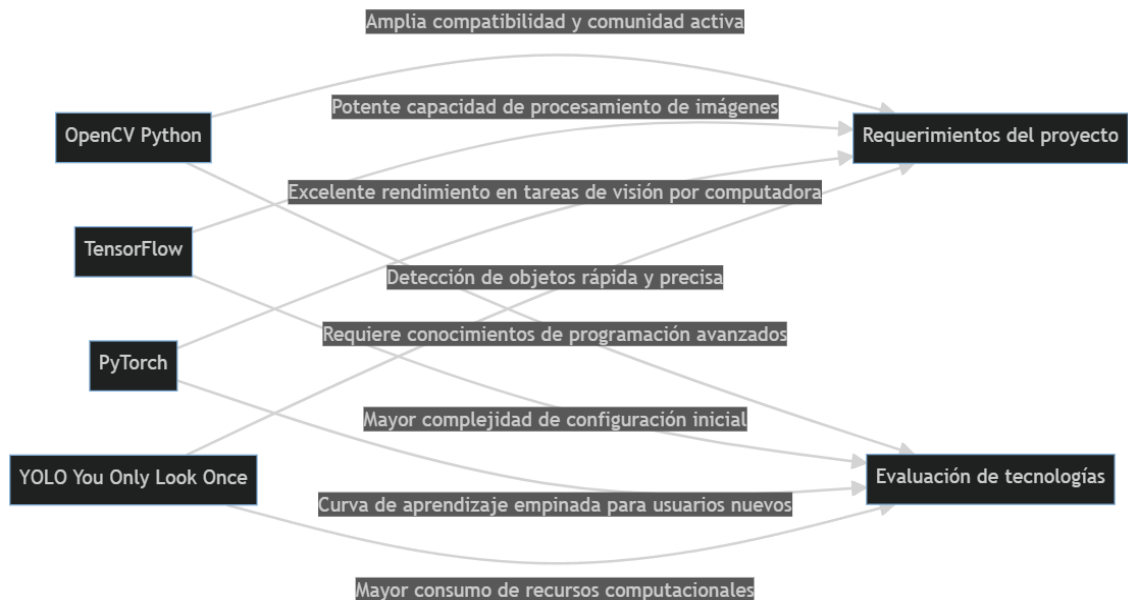 Amplia compatibilidad y comunidad activa
Potente capacidad de procesamiento de imágenes
OpenCV Python
Requerimientos del proyecto
Excelente rendimiento en tareas de visión por computadora
TensorFlow
Detección de objetos rápida y precisa
Requiere conocimientos de programación avanzados
PyTorch
Mayor complejidad de configuración inicial
YOLO You Only Look Once
Evaluación de tecnologías
Curva de aprendizaje empinada para usuarios nuevos
Mayor consumo de recursos computacionales